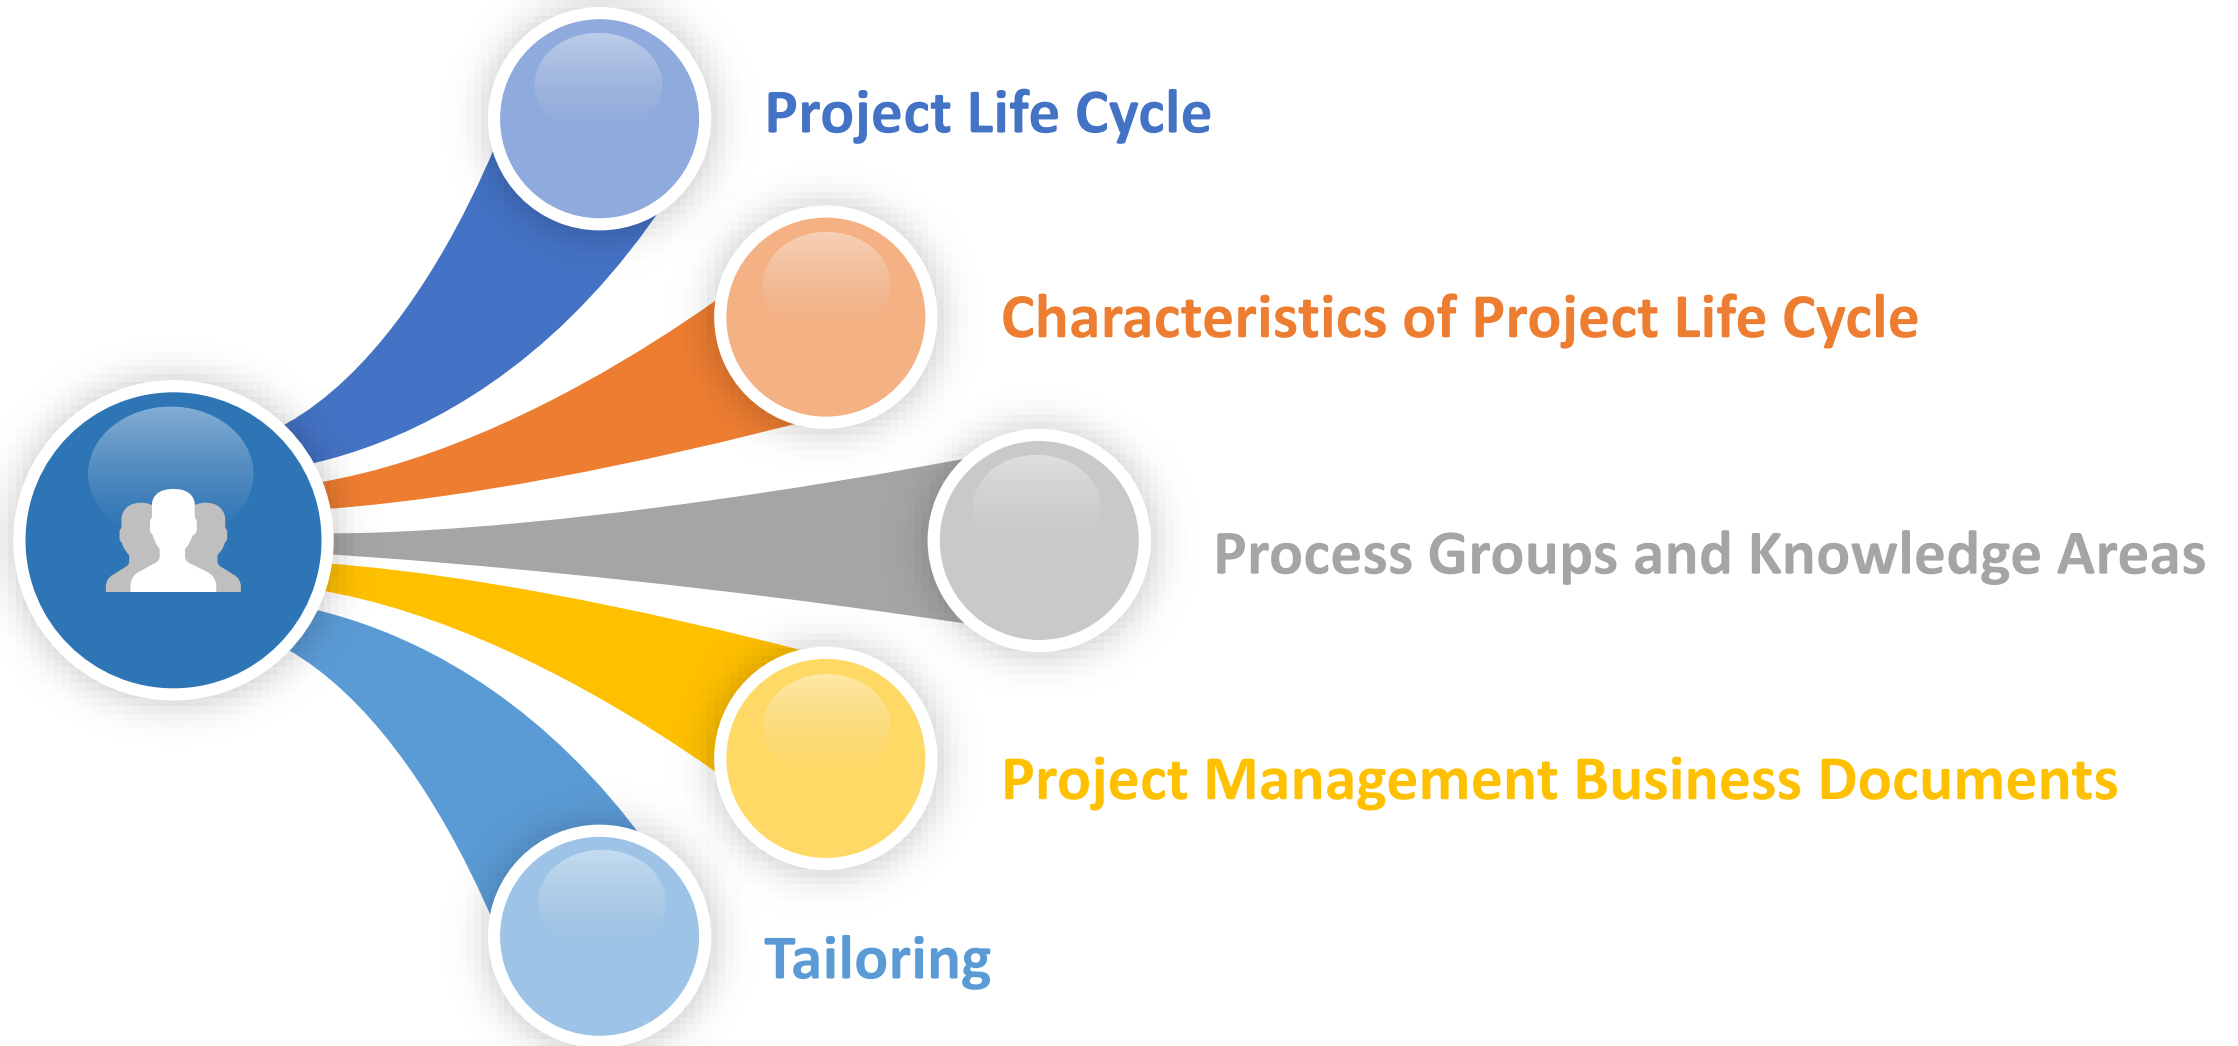 Project Life Cycle
Characteristics of Project Life Cycle
Process Groups and Knowledge Areas
Project Management Business Documents
Tailoring